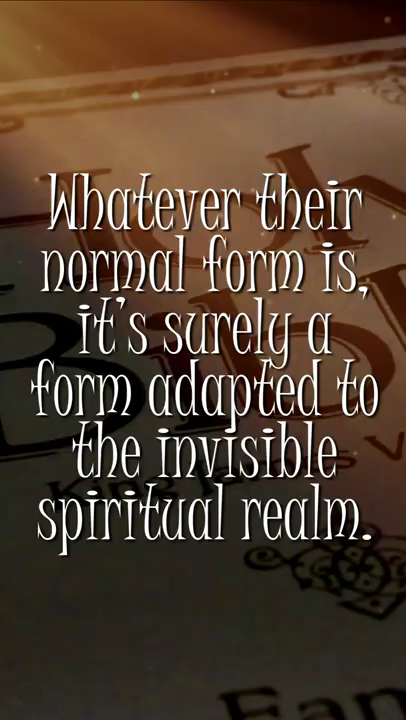 Whatever their
normal form is,
it's surely a
form adapted to
the invisible
spiritual realm.